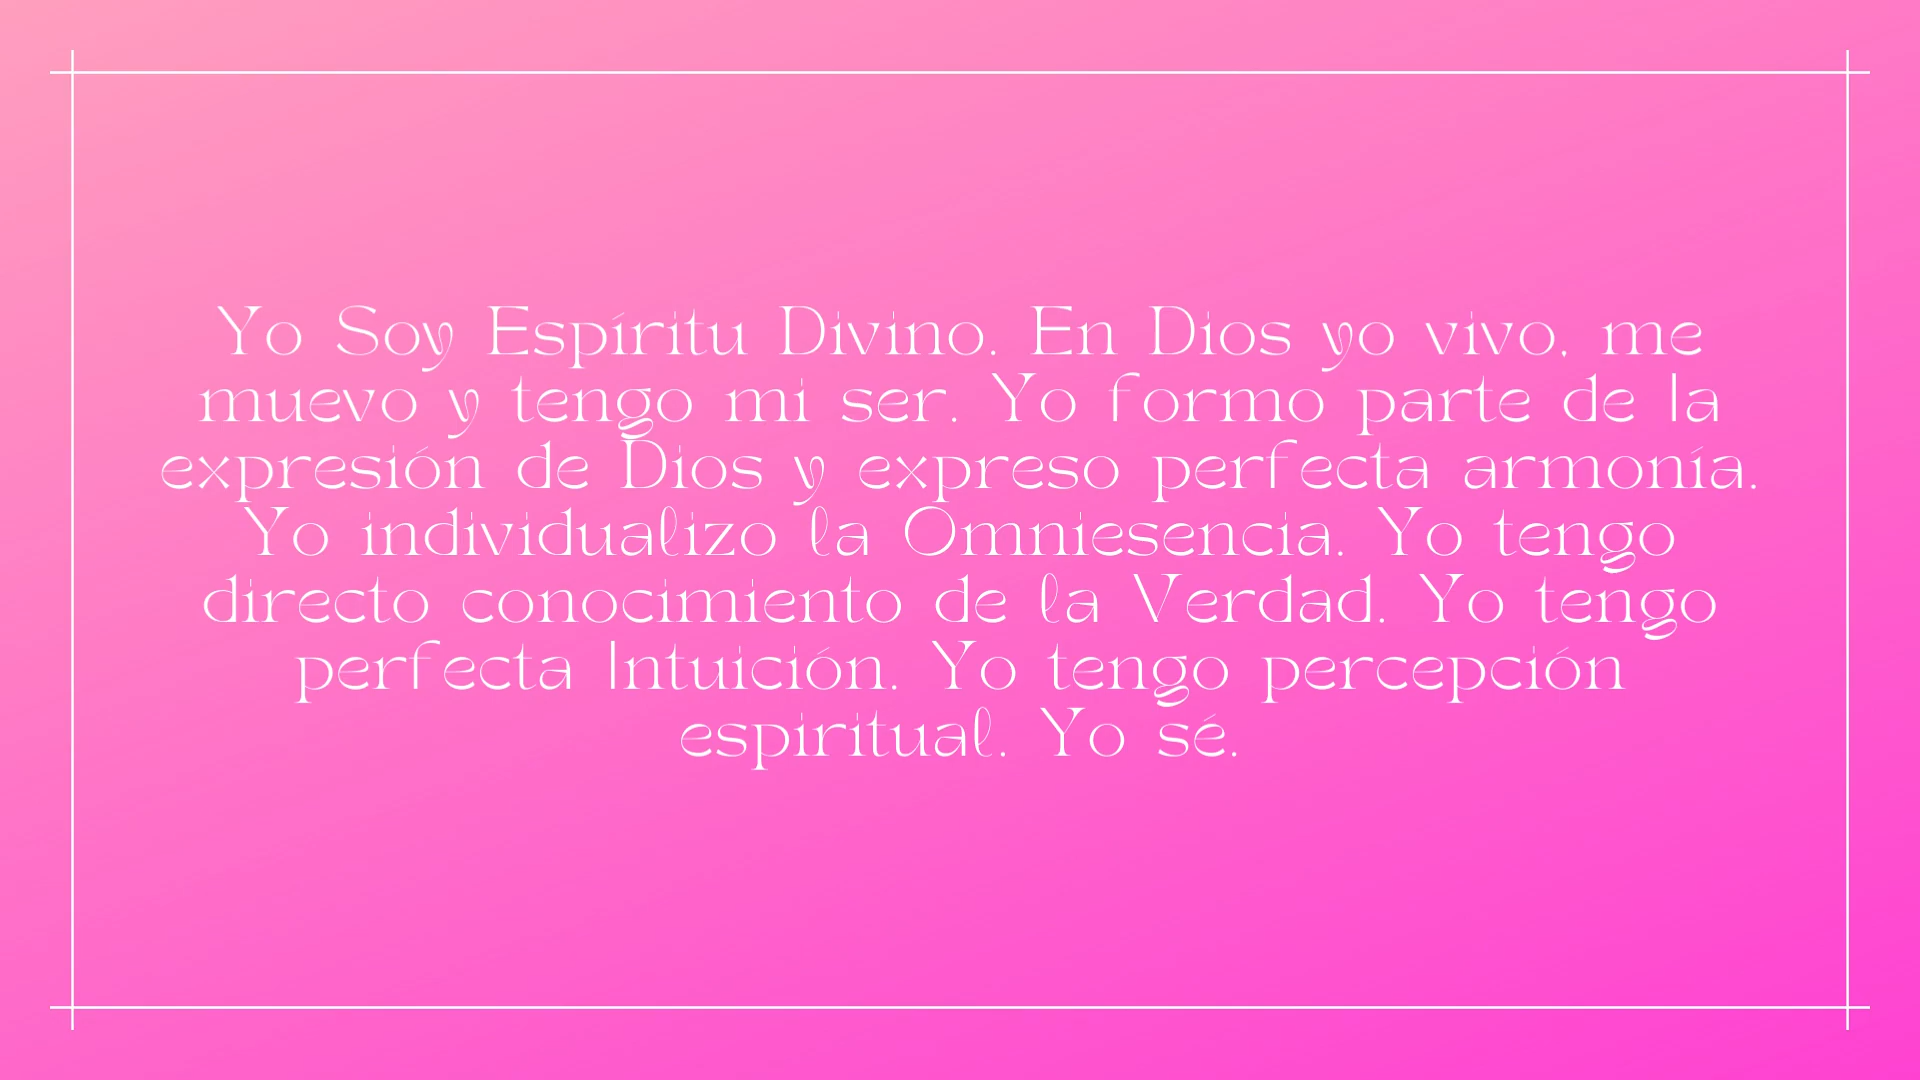 Yo Soy Espíritu Divino. En Dios yo vivo, me
muevo y tengo mi ser. Yo formo parte de la
expresión de Dios y expreso perfecta armonía.
Yo individualizo la Omniesencia. Yo tengo
directo conocimiento de la Verdad. Yo tengo
perfecta Intuición. Yo tengo percepción
espiritual. Yo sé.